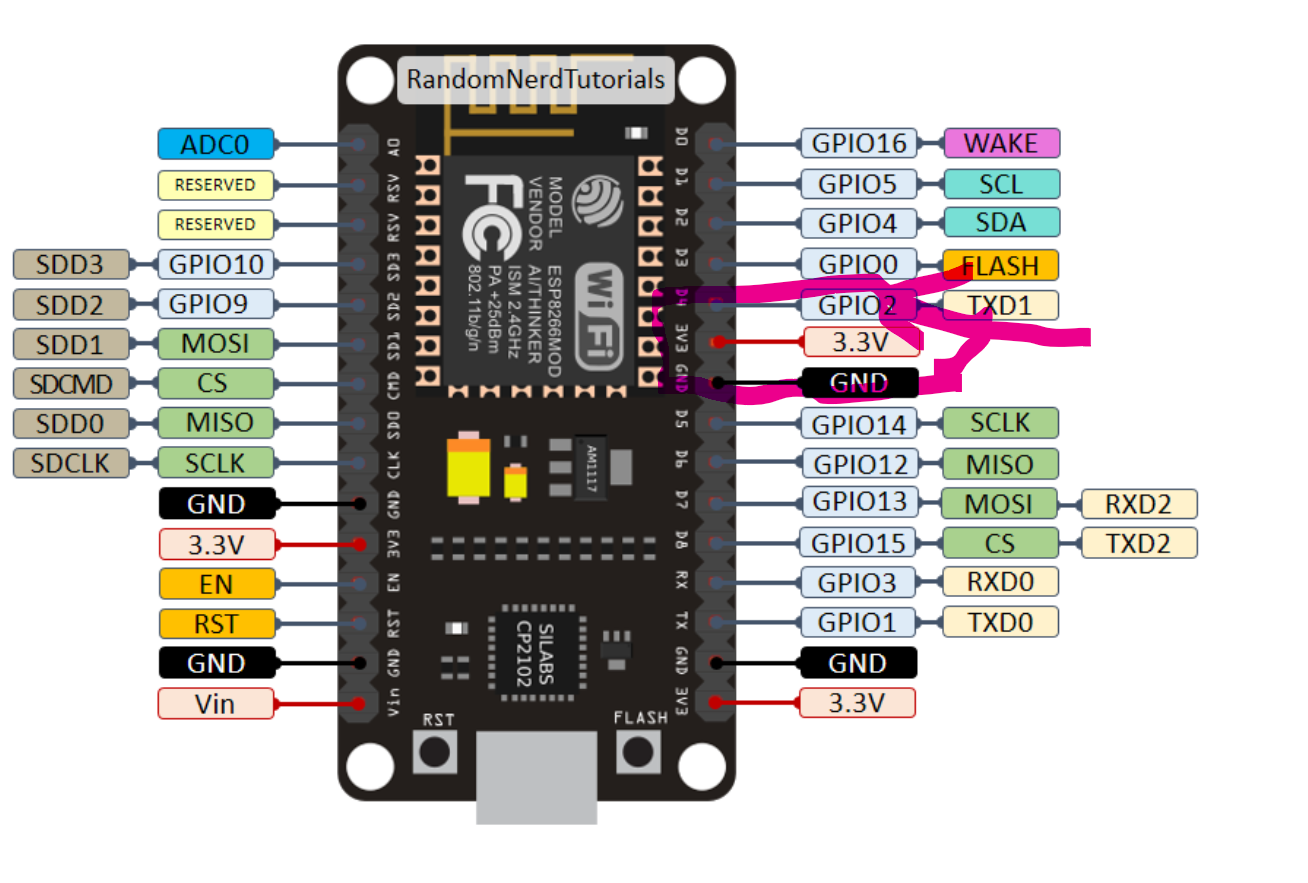 RandomNerdTutorials
ADC0
RESERVED
RESERVED
SDD3 GPIO10
SDD2 GPIO9
SDD1 MOSI
SDCMD CS
SDD0 MISO
SDCLK SCLK
GND
3.3V
EN
RST
GND
Vin
A0
RSV
RSV
SD3
SD2
SD1
CMD
SD0
CLK
GND
3V3
EN
RST
GND
Vin
MODEL
VENDOR
ESP8266MOD
AI/THINKER
ISM 2.4GHz
PA +25dBm
802.11b/g/n
FC
Wi Fi
AM1117
SILABS
CP2102
RST
FLASH
D0
D1
D2
D3
D4
3V3
GND
D5
D6
D7
D8
RX
TX
GND
3V3
GPIO16 WAKE
GPIO5 SCL
GPIO4 SDA
GPIO0 FLASH
GPIO2 TXD1
3.3V
GND
GPIO14 SCLK
GPIO12 MISO
GPIO13 MOSI RXD2
GPIO15 CS TXD2
GPIO3 RXD0
GPIO1 TXD0
GND
3.3V